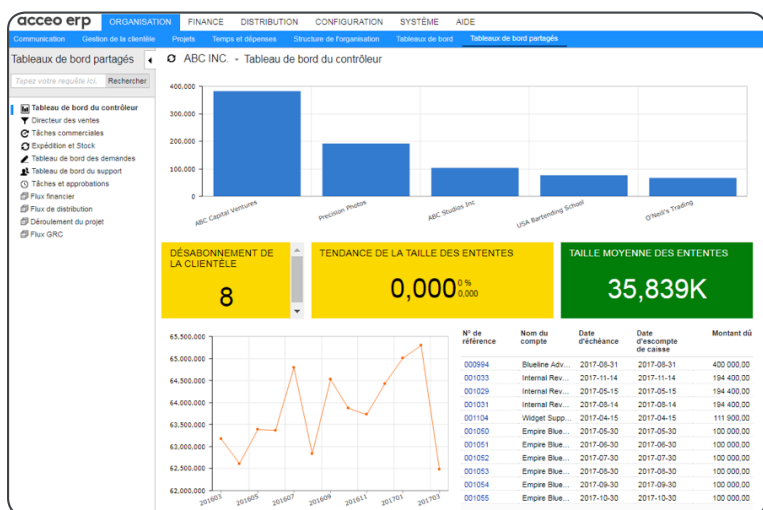 acceo erp ORGANISATION FINANCE DISTRIBUTION CONFIGURATION SYSTÈME AIDE
Communication Gestion de la clientèle Projets Temps et dépenses Structure de l'organisation Tableaux de bord Tableaux de bord partagés
Tableaux de bord partagés
Tapez votre requête ici. Rechercher
Tableau de bord du contrôleur
Directeur des ventes
Tâches commerciales
Expédition et Stock
Tableau de bord des demandes
Tableau de bord du support
Tâches et approbations
Flux financier
Flux de distribution
Déroulement du projet
Flux GRC
ABC INC. - Tableau de bord du contrôleur
400.000
300.000
200.000
100.000
0
ABC Capital Ventures
Precision Photos
ABC Studios Inc
USA Bartending School
O'Neill's Trading
DÉSABONNEMENT DE
LA CLIENTÈLE
8
TENDANCE DE LA TAILLE DES ENTENTES
0,000 0 %
0,000
TAILLE MOYENNE DES ENTENTES
35,839K
65.500.000
65.000.000
64.500.000
64.000.000
63.500.000
63.000.000
62.500.000
62.000.000
201603 201605 201607 201609 201611 201701 201703
N° de référence Nom du compte Date d'échéance Date d'escompte de caisse Montant dû
000994 Blueline Adv... 2017-08-31 2017-08-31 400 000,00
001033 Internal Rev... 2017-11-14 2017-11-14 194 400,00
001029 Internal Rev... 2017-05-15 2017-05-15 194 400,00
001031 Internal Rev... 2017-08-14 2017-08-14 194 400,00
001104 Widget Supp... 2017-04-15 2017-04-15 111 900,00
001050 Empire Blue... 2017-05-30 2017-05-30 100 000,00
001051 Empire Blue... 2017-06-30 2017-06-30 100 000,00
001052 Empire Blue... 2017-07-30 2017-07-30 100 000,00
001053 Empire Blue... 2017-08-30 2017-08-30 100 000,00
001054 Empire Blue... 2017-09-30 2017-09-30 100 000,00
001055 Empire Blue... 2017-10-30 2017-10-30 100 000,00